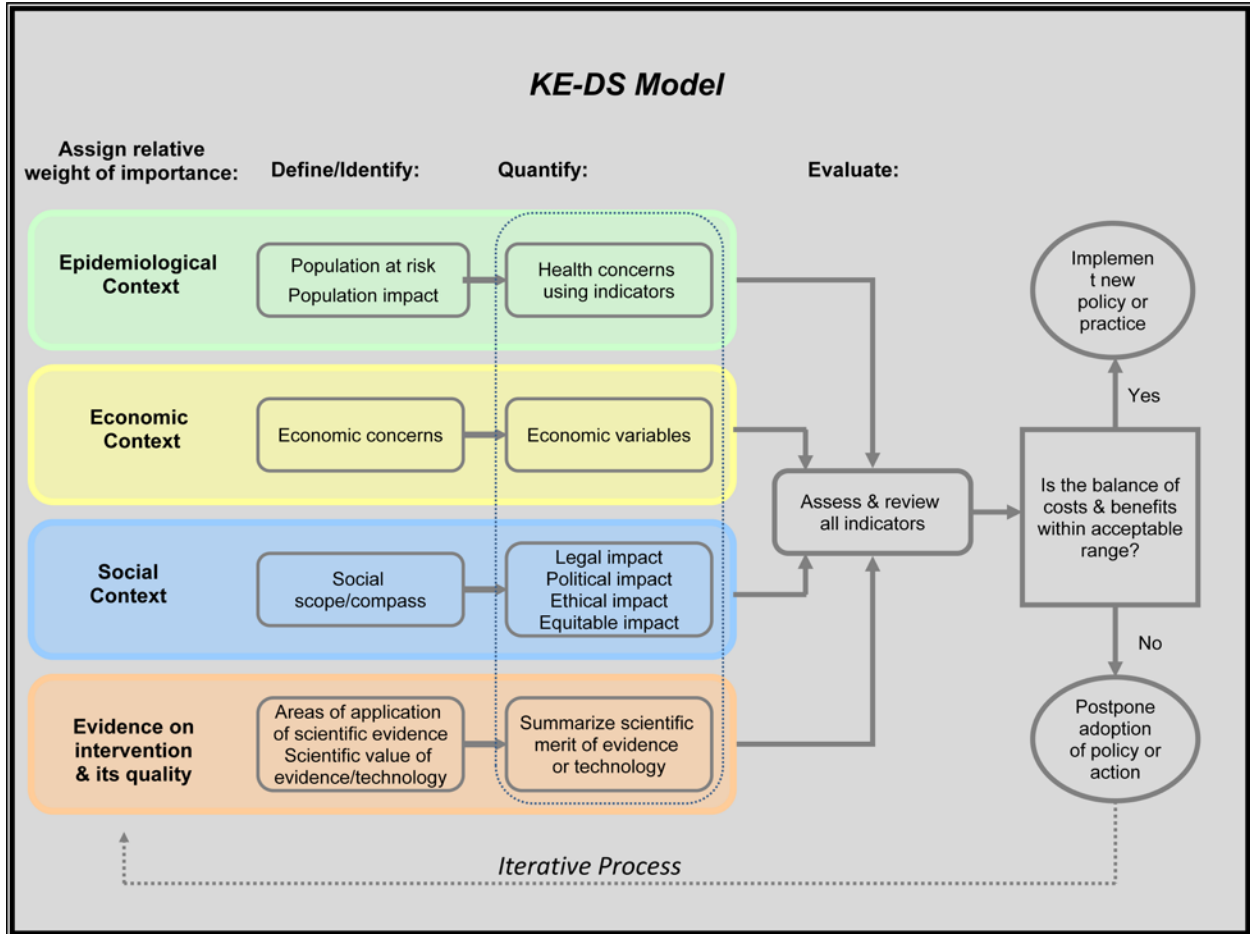 KE-DS Model
Assign relative
weight of importance:
Define/Identify:
Quantify:
Evaluate:
Epidemiological
Context
Population at risk
Population impact
Health concerns
using indicators
Economic
Context
Economic concerns
Economic variables
Social
Context
Social
scope/compass
Legal impact
Political impact
Ethical impact
Equitable impact
Evidence on
intervention
& its quality
Areas of application
of scientific evidence
Scientific value of
evidence/technology
Summarize scientific
merit of evidence
or technology
Assess & review
all indicators
Is the balance of
costs & benefits
within acceptable
range?
Yes
Implemen
t new
policy or
practice
No
Postpone
adoption
of policy or
action
Iterative Process